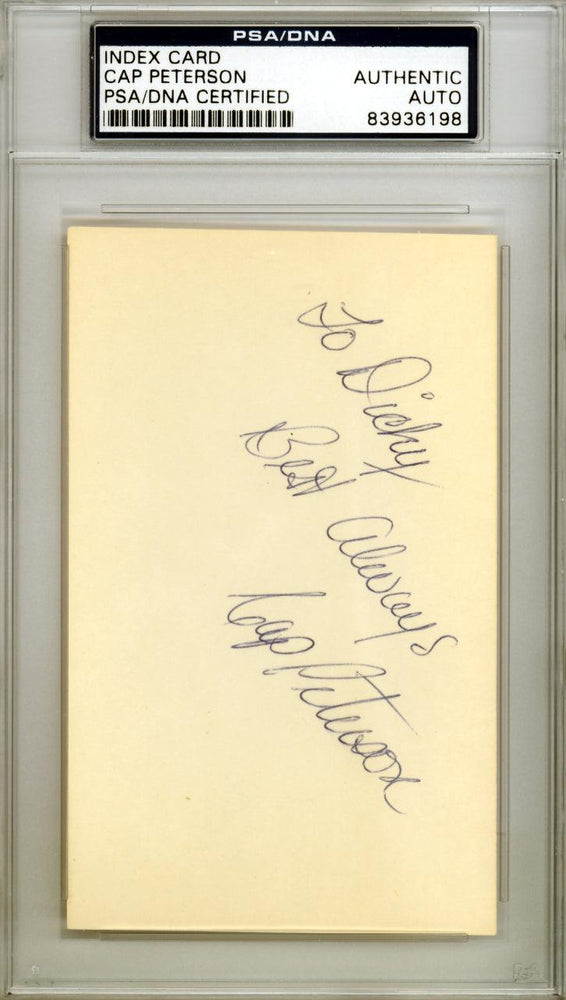 PSA/DNA
INDEX CARD
CAP PETERSON AUTHENTIC
PSA/DNA CERTIFIED AUTO
83936198
To Dicky
Best Always
Cap Peterson